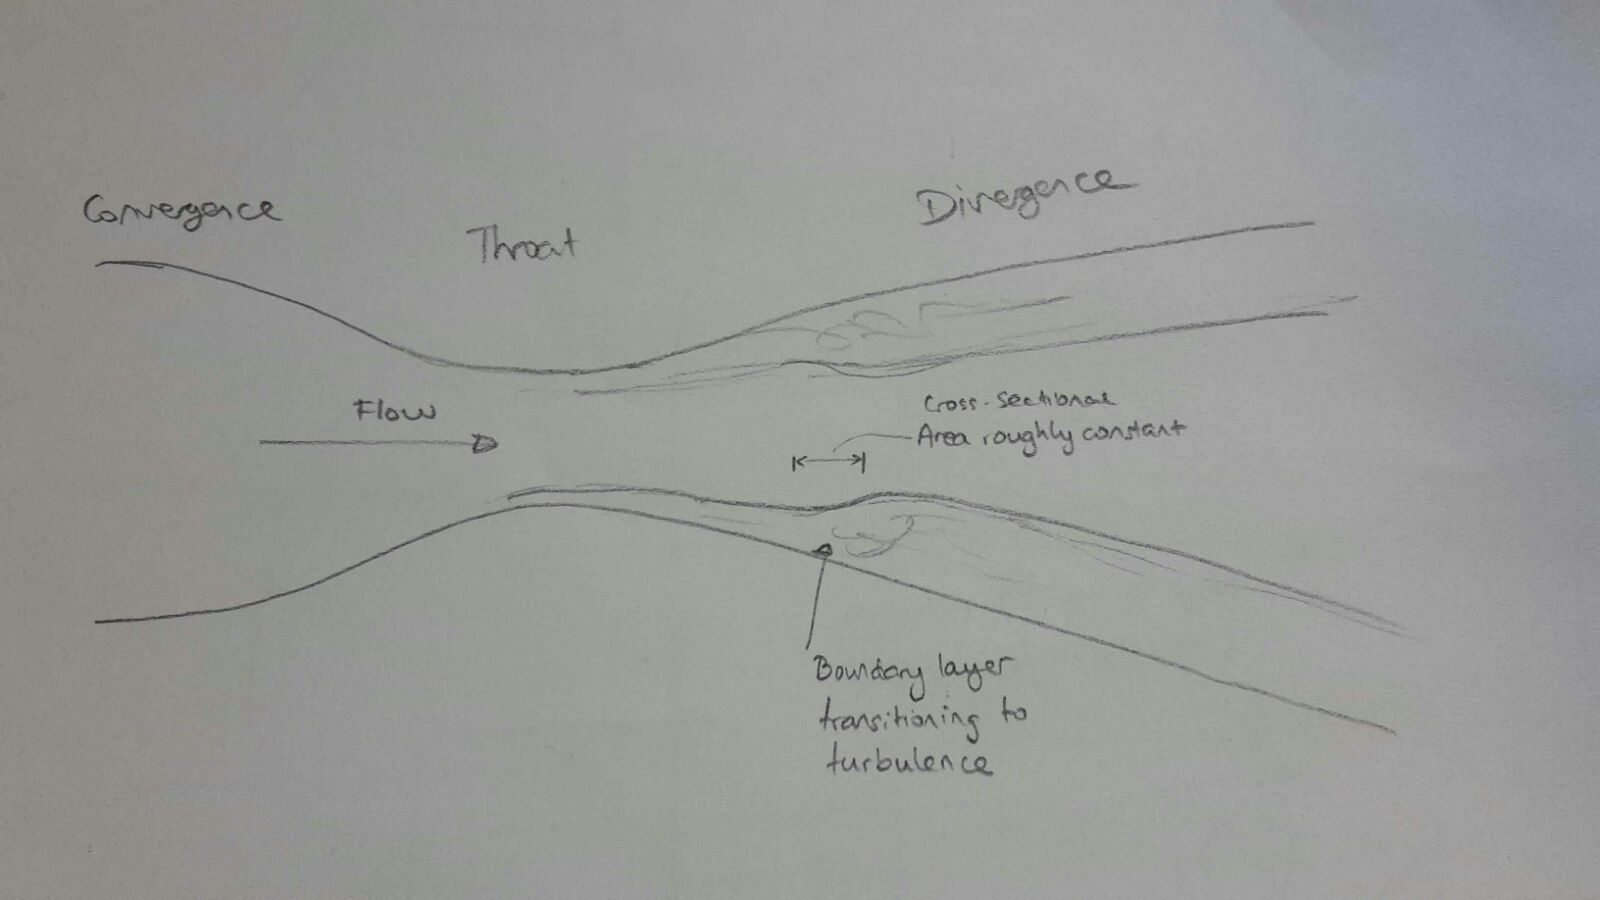 Convergence
Throat
Divergence
Flow
Cross-sectional
Area roughly constant
Boundary layer
transitioning to
turbulence